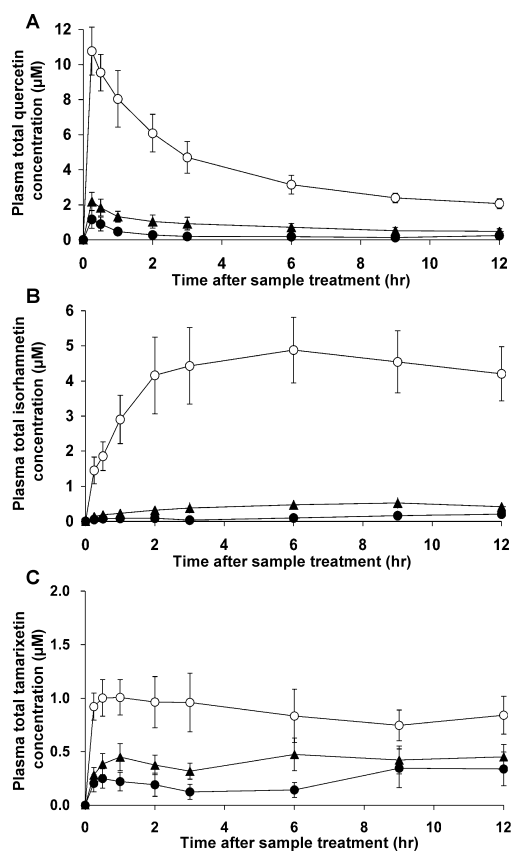 A
Plasma total quercetin
concentration (µM)
12
10
8
6
4
2
0
0 2 4 6 8 10 12
Time after sample treatment (hr)
B
Plasma total isorhamnetin
concentration (µM)
6
5
4
3
2
1
0
0 2 4 6 8 10 12
Time after sample treatment (hr)
C
Plasma total tamarixetin
concentration (µM)
2.0
1.5
1.0
0.5
0.0
0 2 4 6 8 10 12
Time after sample treatment (hr)